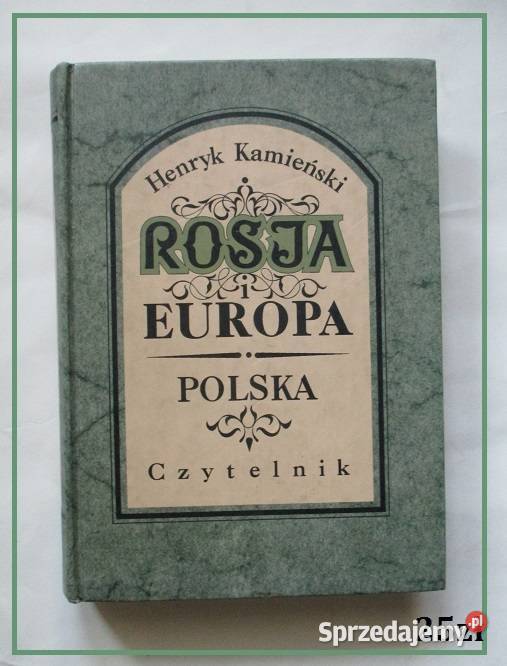 Henryk Kamieński
ROSJA
i
EUROPA
POLSKA
Czytelnik
Sprzedajemy.pl